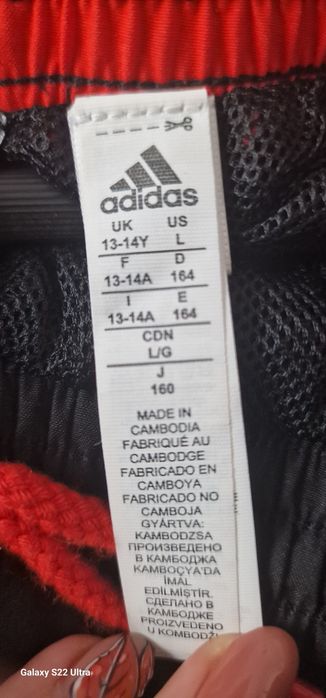 adidas
UK US
13-14Y L
F D
13-14A 164
I E
13-14A 164
CDN
L/G
J
160
MADE IN
CAMBODIA
FABRIQUÉ AU
CAMBODGE
FABRICADO EN
CAMBOYA
FABRICADO NO
CAMBOJA
GYÁRTVA:
KAMBODZSA
ПРОИЗВЕДЕНО
В КАМБОДЖА
KAMBOÇYA'DA
İMAL
EDİLMİŞTİR.
СДЕЛАНО В
КАМБОДЖЕ
PROIZVEDENO
U KOMBODŽI
Galaxy S22 Ultra